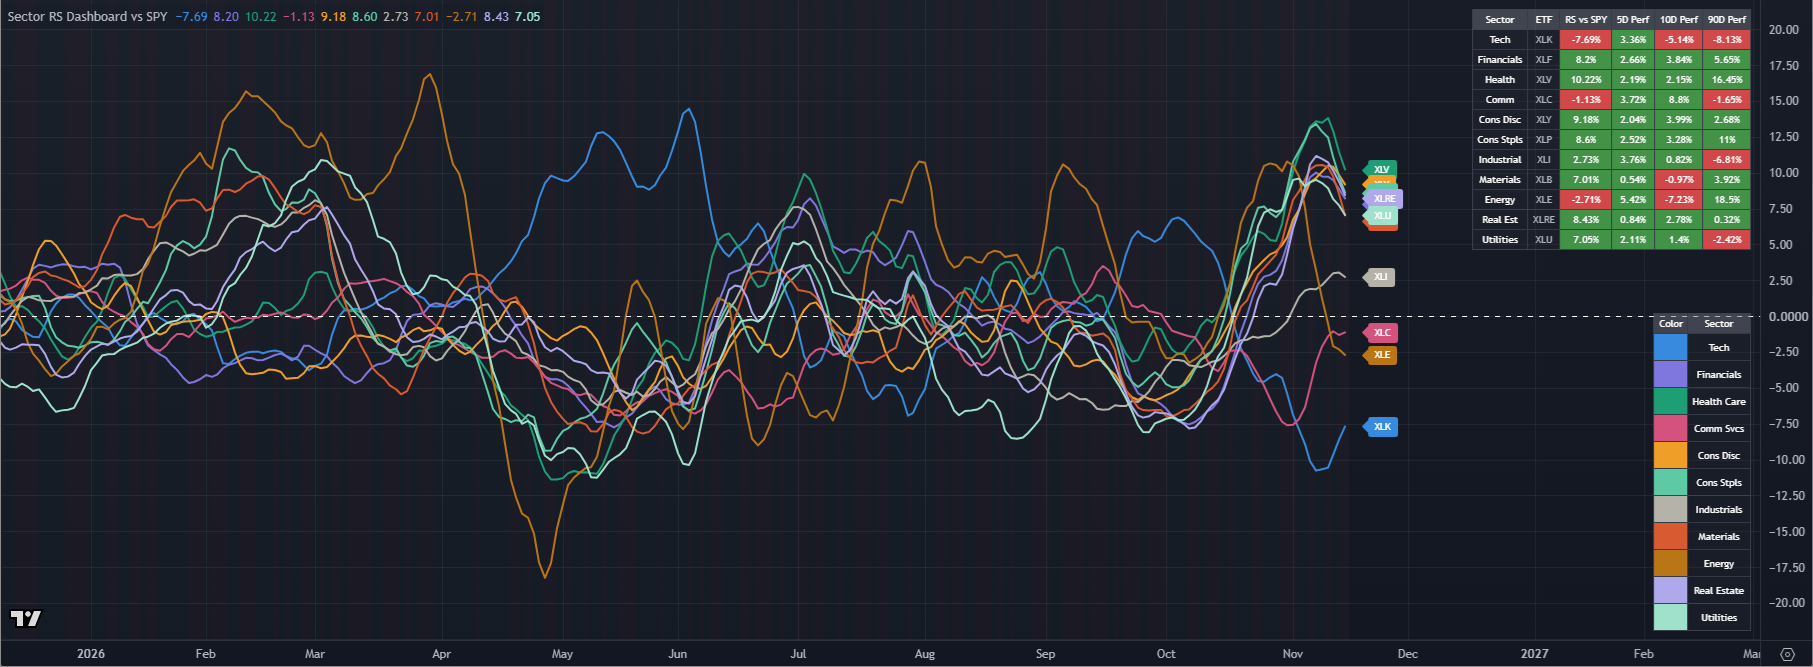 Sector RS Dashboard vs SPY −7.69 8.20 10.22 −1.13 9.18 8.60 2.73 7.01 −2.71 8.43 7.05
Sector ETF RS vs SPY 5D Perf 10D Perf 90D Perf
Tech XLK -7.69% 3.36% -5.14% -8.13%
Financials XLF 8.2% 2.66% 3.84% 5.65%
Health XLV 10.22% 2.19% 2.15% 16.45%
Comm XLC -1.13% 3.72% 8.8% -1.65%
Cons Disc XLY 9.18% 2.04% 3.99% 2.68%
Cons Stpls XLP 8.6% 2.52% 3.28% 11%
Industrial XLI 2.73% 3.76% 0.82% -6.81%
Materials XLB 7.01% 0.54% -0.97% 3.92%
Energy XLE -2.71% 5.42% -7.23% 18.5%
Real Est XLRE 8.43% 0.84% 2.78% 0.32%
Utilities XLU 7.05% 2.11% 1.4% -2.42%
20.00
17.50
15.00
12.50
10.00
7.50
5.00
2.50
0.0000
−2.50
−5.00
−7.50
−10.00
−12.50
−15.00
−17.50
−20.00
XLV
XLRE
XLU
XLI
XLC
XLE
XLK
Color Sector
Tech
Financials
Health Care
Comm Svcs
Cons Disc
Cons Stpls
Industrials
Materials
Energy
Real Estate
Utilities
2026 Feb Mar Apr May Jun Jul Aug Sep Oct Nov Dec 2027 Feb